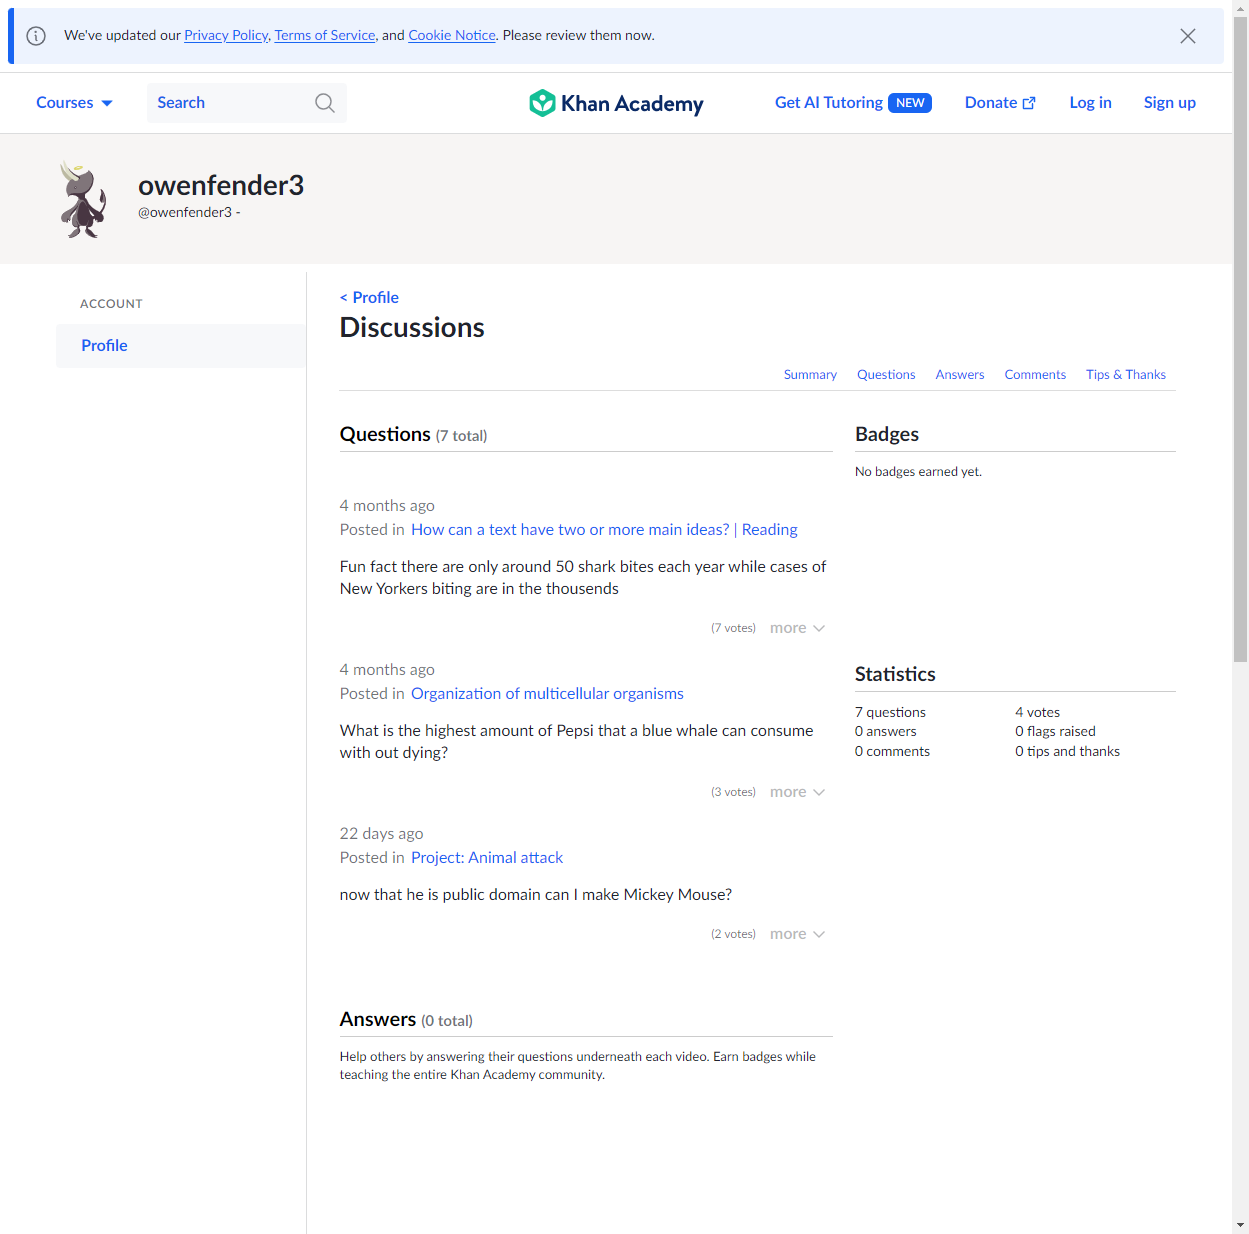 We've updated our Privacy Policy, Terms of Service, and Cookie Notice. Please review them now.
Courses
Search
Khan Academy
Get AI Tutoring NEW
Donate
Log in
Sign up
owenfender3
@owenfender3 -
ACCOUNT
Profile
< Profile
Discussions
Summary
Questions
Answers
Comments
Tips & Thanks
Questions (7 total)
4 months ago
Posted in How can a text have two or more main ideas? | Reading
Fun fact there are only around 50 shark bites each year while cases of
New Yorkers biting are in the thousends
(7 votes) more
4 months ago
Posted in Organization of multicellular organisms
What is the highest amount of Pepsi that a blue whale can consume
with out dying?
(3 votes) more
22 days ago
Posted in Project: Animal attack
now that he is public domain can I make Mickey Mouse?
(2 votes) more
Answers (0 total)
Help others by answering their questions underneath each video. Earn badges while
teaching the entire Khan Academy community.
Badges
No badges earned yet.
Statistics
7 questions
0 answers
0 comments
4 votes
0 flags raised
0 tips and thanks